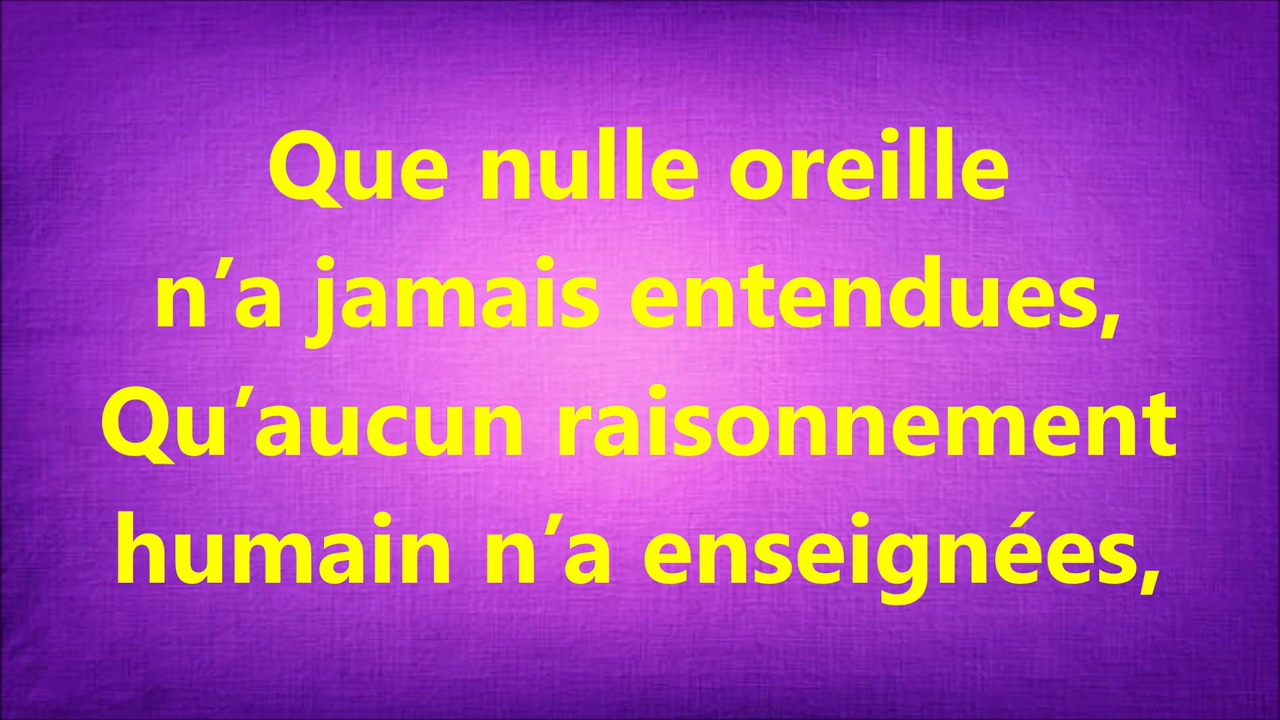 Que nulle oreille
n’a jamais entendues,
Qu’aucun raisonnement
humain n’a enseignées,